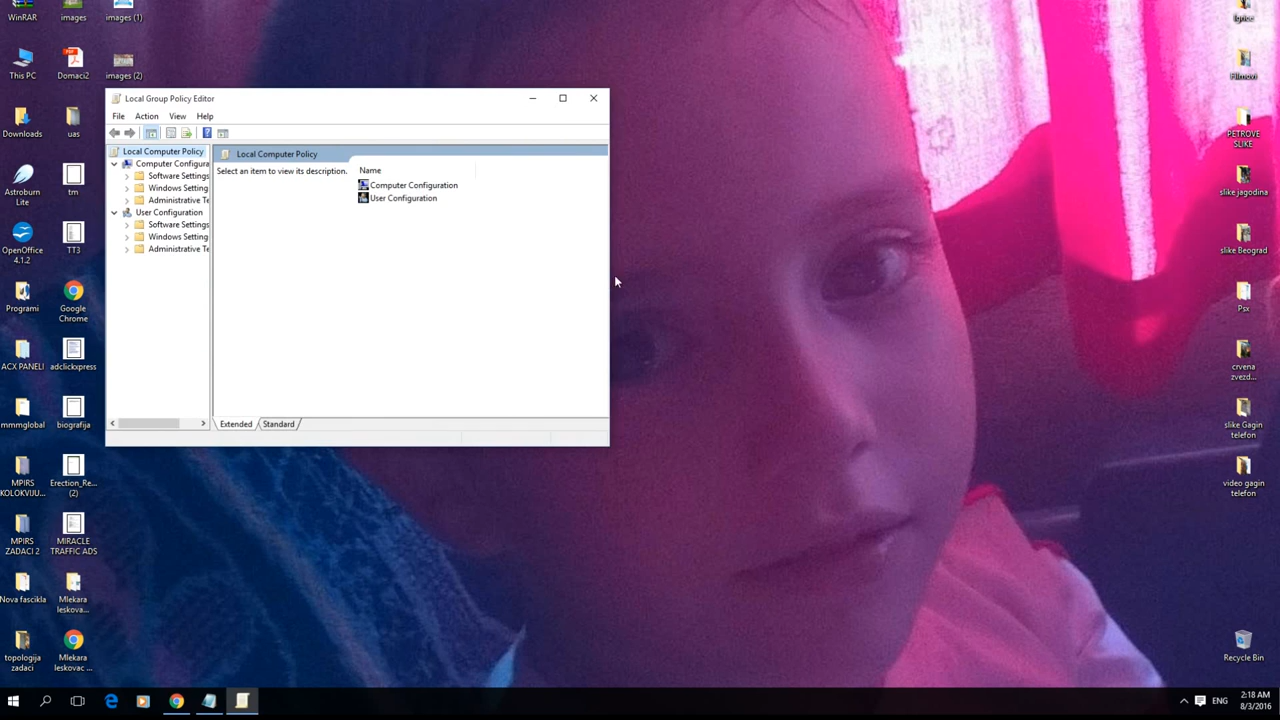 WinRAR
images
images (1)
This PC
Domaci2
images (2)
Downloads
uas
Astroburn
Lite
tm
OpenOffice
4.1.2
TT3
Programi
Google
Chrome
ACX PANELI
adclickxpress
mmmglobal
biografija
MPIRS
KOLOKVIJU...
Erection_Re...
(2)
MPIRS
ZADACI 2
MIRACLE
TRAFFIC ADS
Nova fascikla
Mlekara
leskova...
topologija
zadaci
Mlekara
leskovac ...
Local Group Policy Editor
File Action View Help
Local Computer Policy
Computer Configura
Software Settings
Windows Setting
Administrative Te
User Configuration
Software Settings
Windows Setting
Administrative Te
Local Computer Policy
Select an item to view its description.
Name
Computer Configuration
User Configuration
Extended Standard
Igrice
Filmovi
PETROVE
SLIKE
slike jagodina
slike Beograd
Psx
crvena
zvezd...
slike Gagin
telefon
video gagin
telefon
Recycle Bin
ENG
2:18 AM
8/3/2016